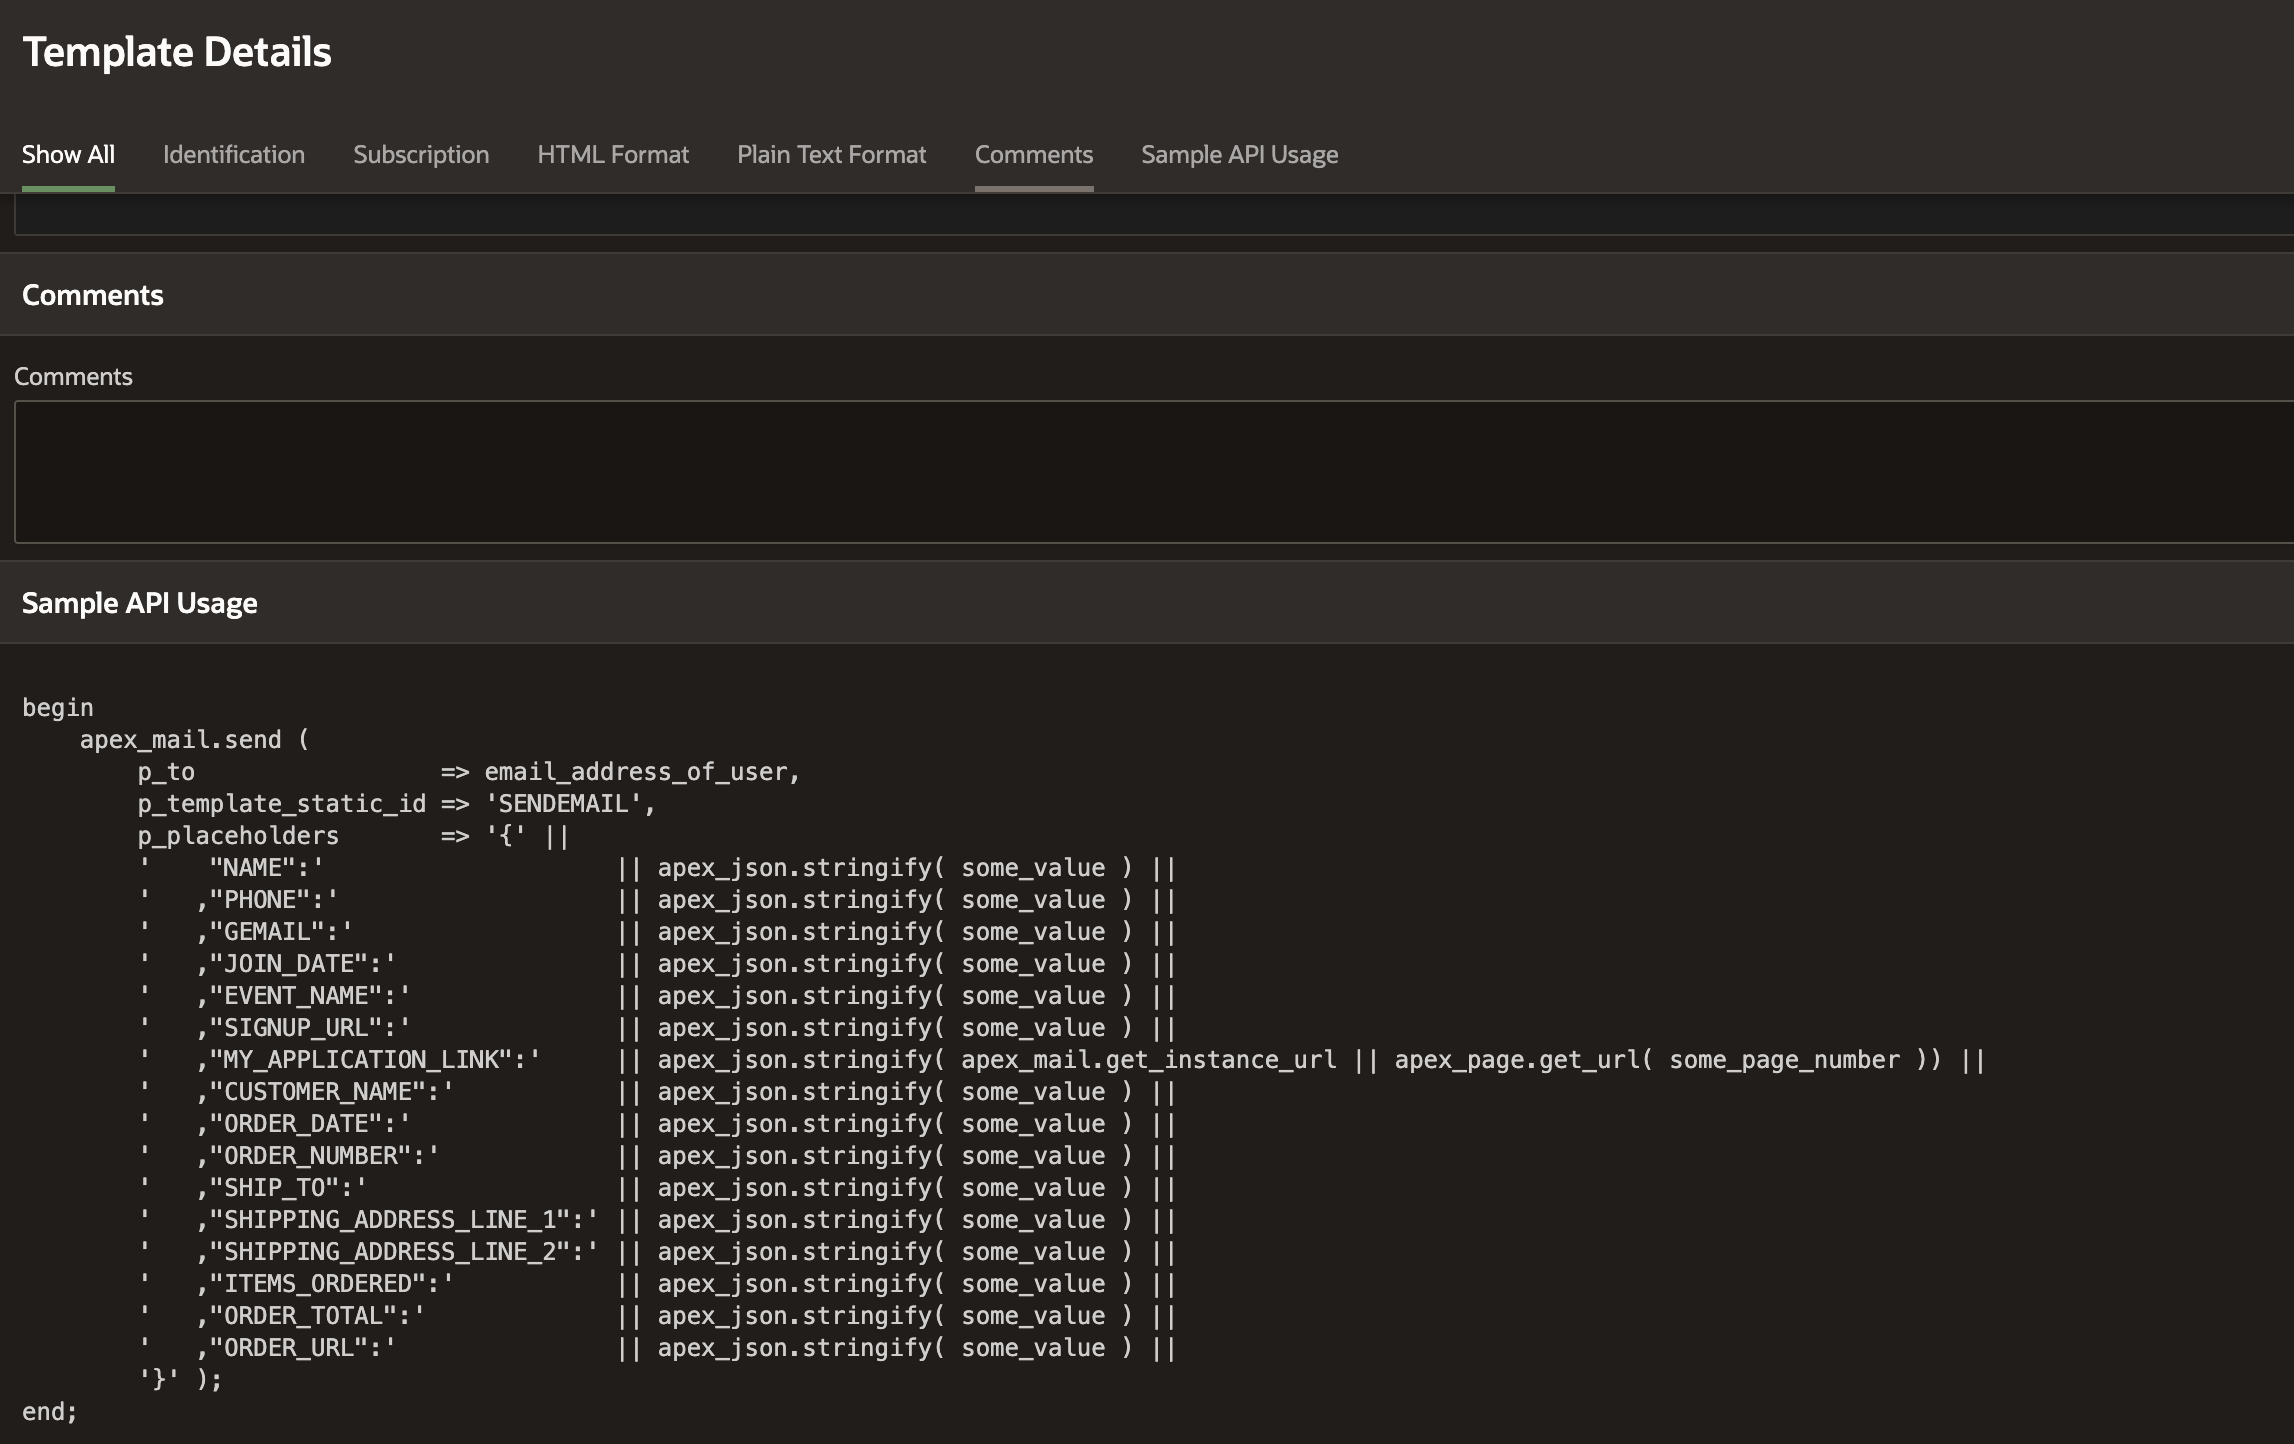 Template Details
Show All Identification Subscription HTML Format Plain Text Format Comments Sample API Usage
Comments
Comments
Sample API Usage
begin
    apex_mail.send (
        p_to                 => email_address_of_user,
        p_template_static_id => 'SENDEMAIL',
        p_placeholders       => '{' ||
        '    "NAME":'                    || apex_json.stringify( some_value ) ||
        '   ,"PHONE":'                   || apex_json.stringify( some_value ) ||
        '   ,"GEMAIL":'                  || apex_json.stringify( some_value ) ||
        '   ,"JOIN_DATE":'               || apex_json.stringify( some_value ) ||
        '   ,"EVENT_NAME":'              || apex_json.stringify( some_value ) ||
        '   ,"SIGNUP_URL":'              || apex_json.stringify( some_value ) ||
        '   ,"MY_APPLICATION_LINK":'     || apex_json.stringify( apex_mail.get_instance_url || apex_page.get_url( some_page_number )) ||
        '   ,"CUSTOMER_NAME":'           || apex_json.stringify( some_value ) ||
        '   ,"ORDER_DATE":'              || apex_json.stringify( some_value ) ||
        '   ,"ORDER_NUMBER":'            || apex_json.stringify( some_value ) ||
        '   ,"SHIP_TO":'                 || apex_json.stringify( some_value ) ||
        '   ,"SHIPPING_ADDRESS_LINE_1":' || apex_json.stringify( some_value ) ||
        '   ,"SHIPPING_ADDRESS_LINE_2":' || apex_json.stringify( some_value ) ||
        '   ,"ITEMS_ORDERED":'           || apex_json.stringify( some_value ) ||
        '   ,"ORDER_TOTAL":'             || apex_json.stringify( some_value ) ||
        '   ,"ORDER_URL":'               || apex_json.stringify( some_value ) ||
        '}' );
end;